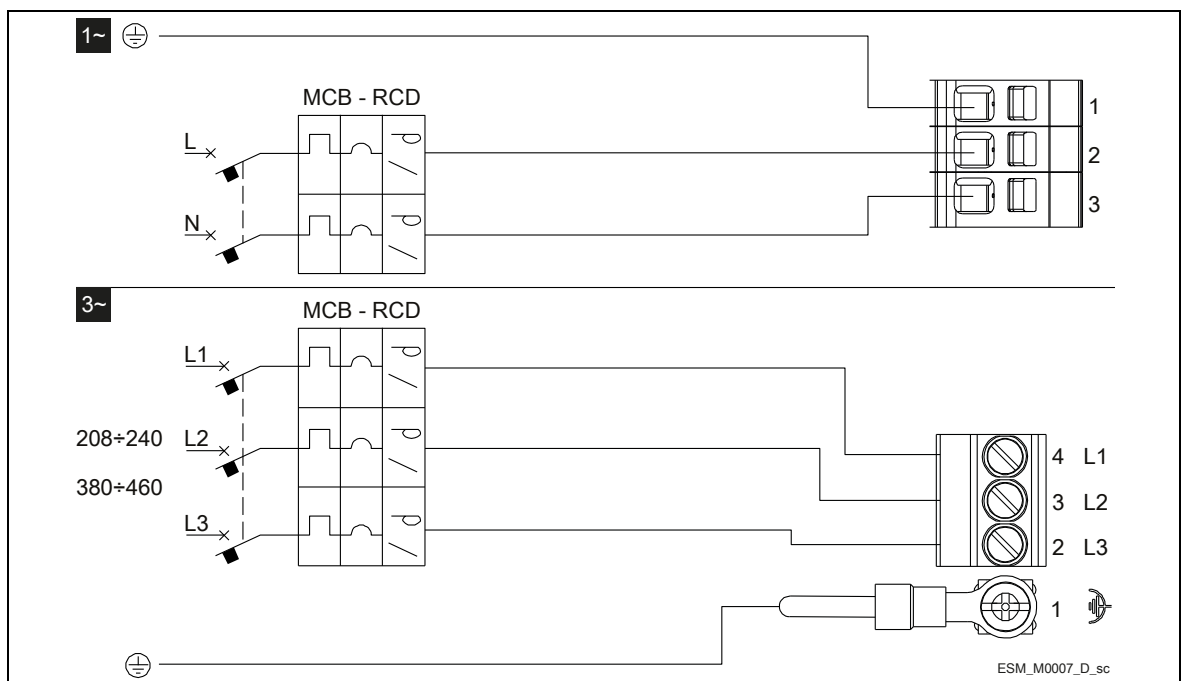 1~
MCB - RCD
L
N
1
2
3
3~
MCB - RCD
L1
208÷240 L2
380÷460
L3
4 L1
3 L2
2 L3
1
ESM_M0007_D_sc